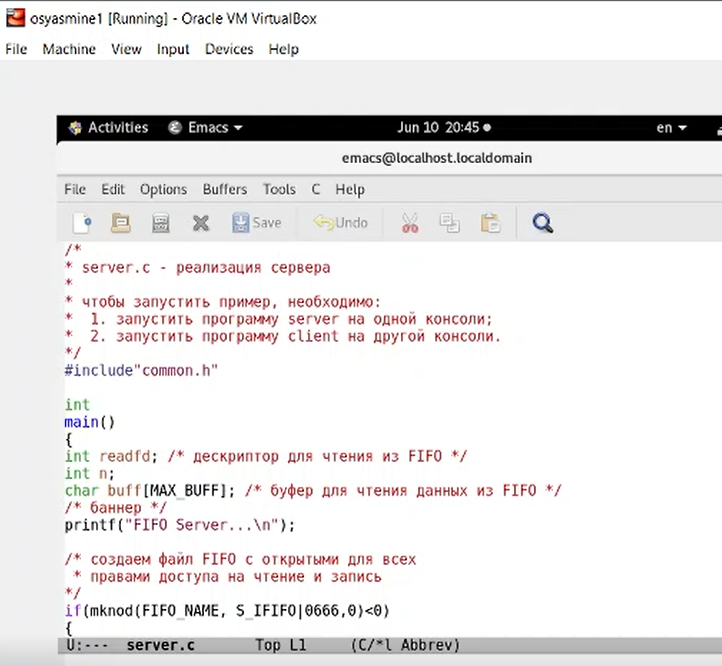 osyasmine1 [Running] - Oracle VM VirtualBox
File Machine View Input Devices Help
Activities Emacs Jun 10 20:45 en
emacs@localhost.localdomain
File Edit Options Buffers Tools C Help
Save Undo
/*
* server.c - реализация сервера
*
* чтобы запустить пример, необходимо:
*  1. запустить программу server на одной консоли;
*  2. запустить программу client на другой консоли.
*/
#include"common.h"
int
main()
{
int readfd; /* дескриптор для чтения из FIFO */
int n;
char buff[MAX_BUFF]; /* буфер для чтения данных из FIFO */
/* баннер */
printf("FIFO Server...\n");
/* создаем файл FIFO с открытыми для всех
 * правами доступа на чтение и запись
*/
if(mknod(FIFO_NAME, S_IFIFO|0666,0)<0)
{
U:--- server.c Top L1 (C/*l Abbrev)